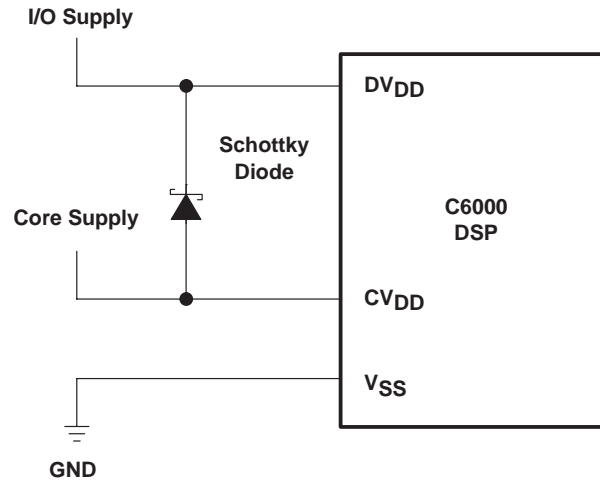 I/O Supply
DVDD
Schottky
Diode
C6000
DSP
Core Supply
CVDD
VSS
GND